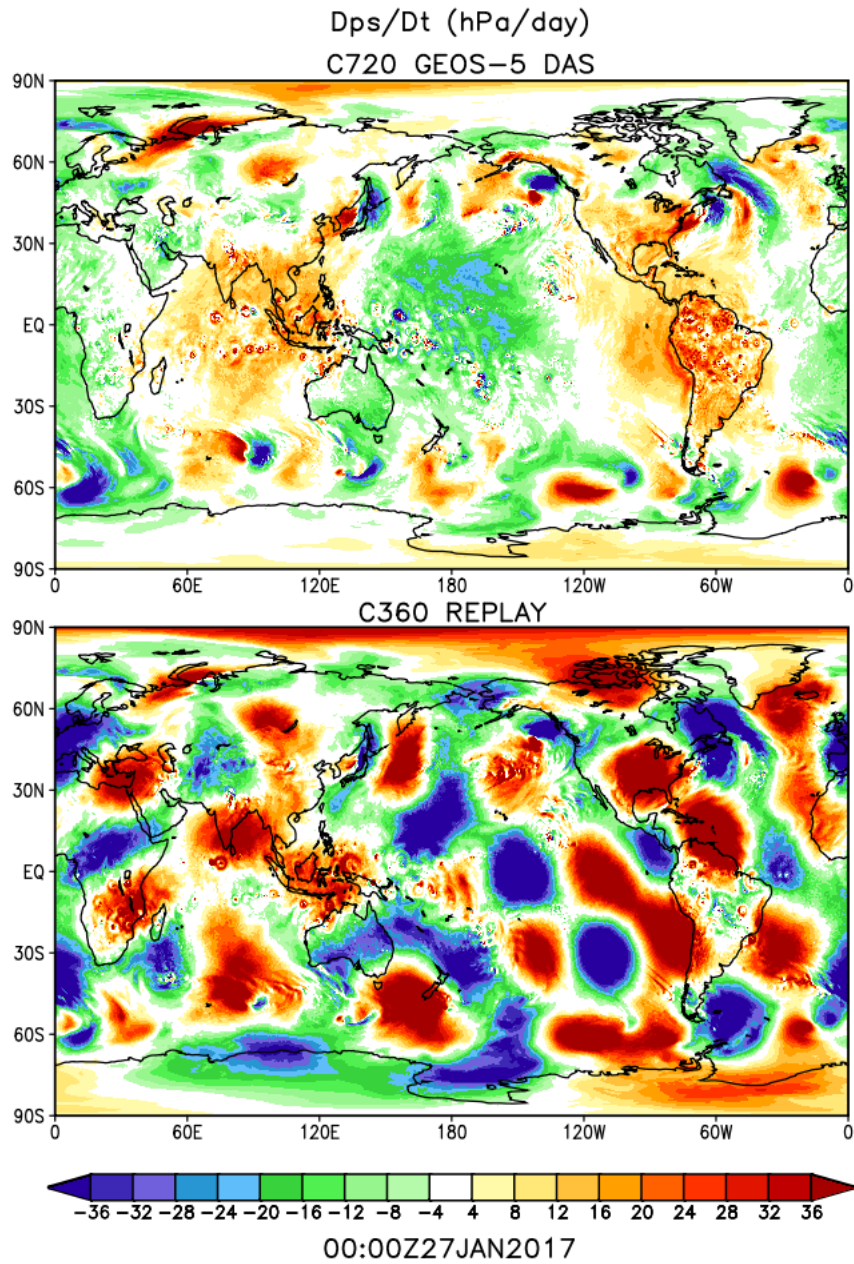 Dps/Dt (hPa/day)
C720 GEOS-5 DAS
90N
60N
30N
EQ
30S
60S
90S
0 60E 120E 180 120W 60W 0
C360 REPLAY
90N
60N
30N
EQ
30S
60S
90S
0 60E 120E 180 120W 60W 0
-36 -32 -28 -24 -20 -16 -12 -8 -4 4 8 12 16 20 24 28 32 36
00:00Z27JAN2017